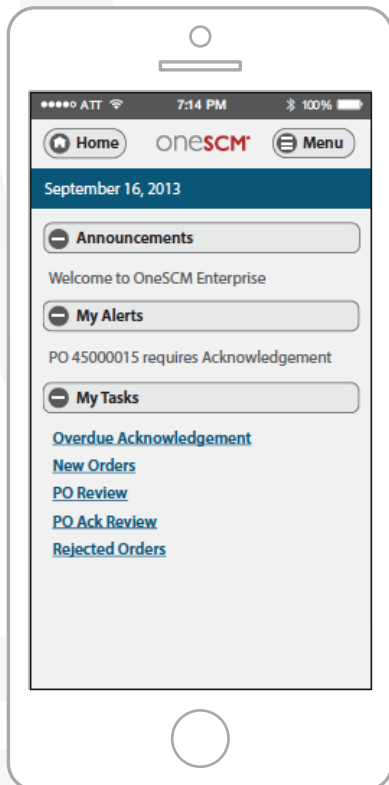 ATT 7:14 PM 100%
Home oneSCM Menu
September 16, 2013
Announcements
Welcome to OneSCM Enterprise
My Alerts
PO 45000015 requires Acknowledgement
My Tasks
Overdue Acknowledgement
New Orders
PO Review
PO Ack Review
Rejected Orders